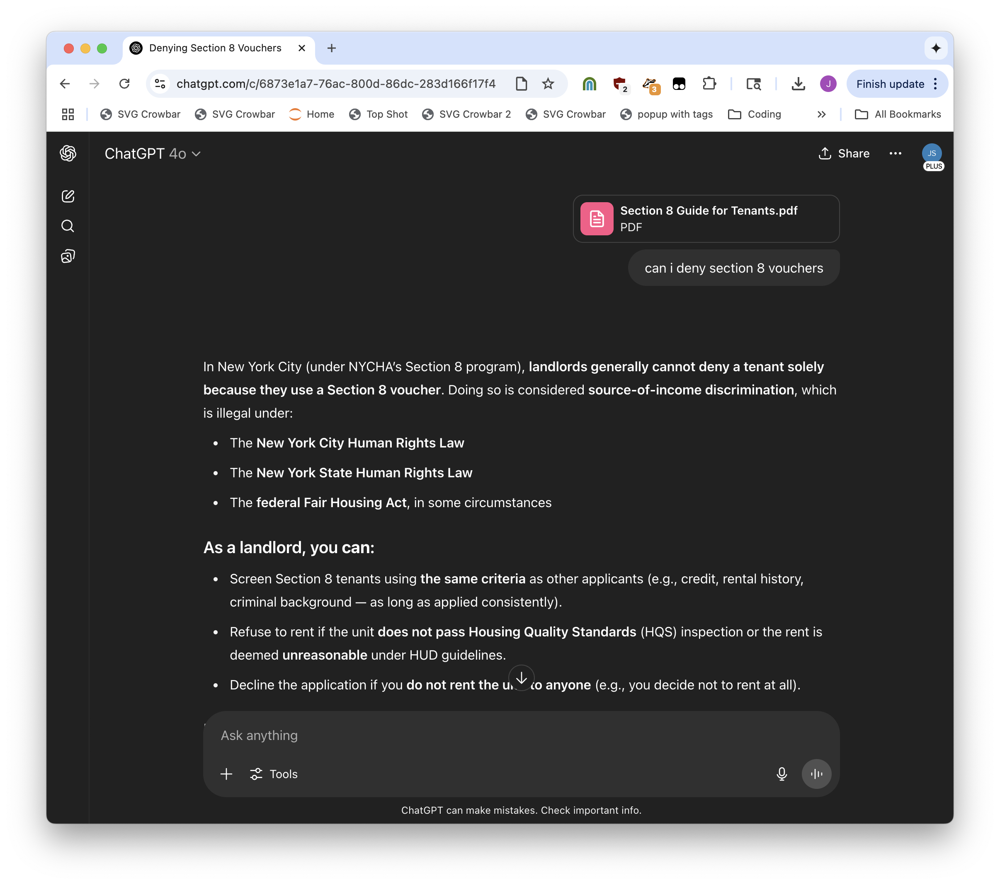 Denying Section 8 Vouchers
chatgpt.com/c/6873e1a7-76ac-800d-86dc-283d166f17f4
2
3
J
Finish update
SVG Crowbar
SVG Crowbar
Home
Top Shot
SVG Crowbar 2
SVG Crowbar
popup with tags
Coding
All Bookmarks
ChatGPT 4o
Share
JS
PLUS
Section 8 Guide for Tenants.pdf
PDF
can i deny section 8 vouchers
In New York City (under NYCHA’s Section 8 program), landlords generally cannot deny a tenant solely
because they use a Section 8 voucher. Doing so is considered source-of-income discrimination, which
is illegal under:
• The New York City Human Rights Law
• The New York State Human Rights Law
• The federal Fair Housing Act, in some circumstances
As a landlord, you can:
• Screen Section 8 tenants using the same criteria as other applicants (e.g., credit, rental history,
criminal background — as long as applied consistently).
• Refuse to rent if the unit does not pass Housing Quality Standards (HQS) inspection or the rent is
deemed unreasonable under HUD guidelines.
• Decline the application if you do not rent the to anyone (e.g., you decide not to rent at all).
Ask anything
Tools
ChatGPT can make mistakes. Check important info.